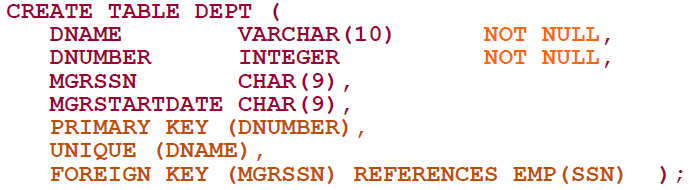 CREATE TABLE DEPT (
DNAME VARCHAR(10) NOT NULL,
DNUMBER INTEGER NOT NULL,
MGRSSN CHAR(9),
MGRSTARTDATE CHAR(9),
PRIMARY KEY (DNUMBER),
UNIQUE (DNAME),
FOREIGN KEY (MGRSSN) REFERENCES EMP(SSN) );